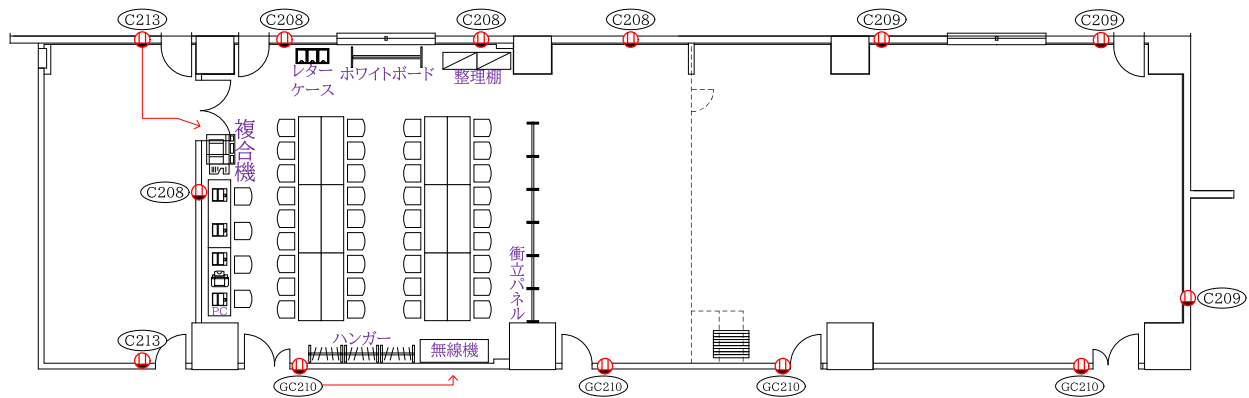 C213
C208
C208
C208
C209
C209
レター
ケース
ホワイトボード
整理棚
複合機
C208
衝立パネル
C209
PC
C213
ハンガー
無線機
GC210
GC210
GC210
GC210